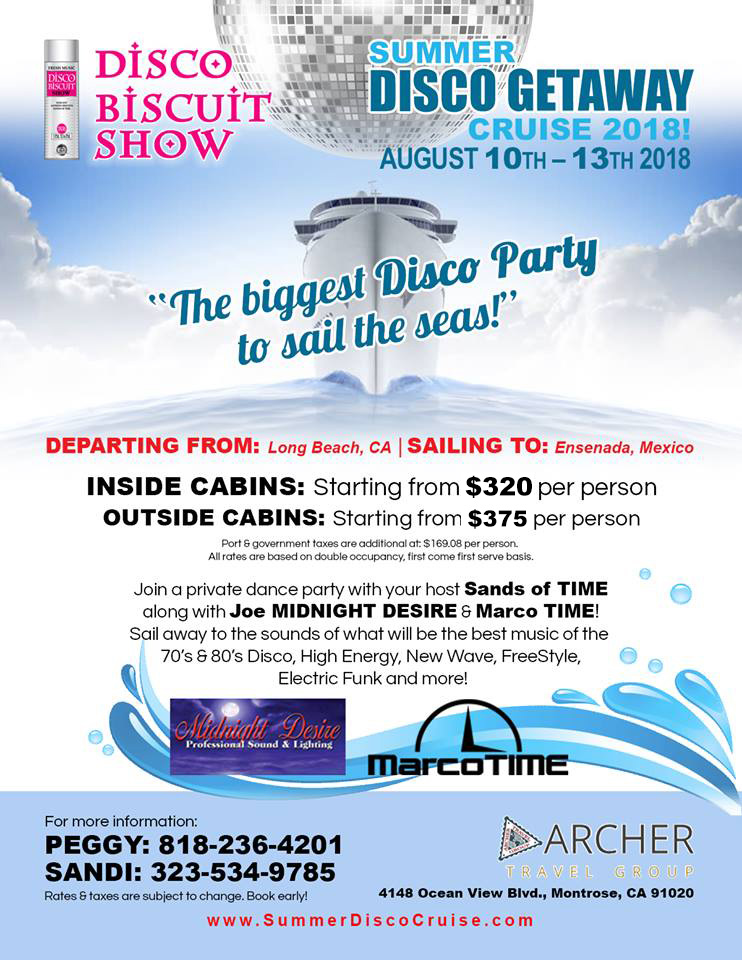 FRESH MUSIC
DISCO
BISCUIT
SHOW
DISCO
BISCUIT
SHOW
SUMMER
DISCO GETAWAY
CRUISE 2018!
AUGUST 10TH – 13TH 2018
“The biggest Disco Party
to sail the seas!”
DEPARTING FROM: Long Beach, CA | SAILING TO: Ensenada, Mexico
INSIDE CABINS: Starting from $320 per person
OUTSIDE CABINS: Starting from $375 per person
Port & government taxes are additional at: $169.08 per person.
All rates are based on double occupancy, first come first serve basis.
Join a private dance party with your host Sands of TIME
along with Joe MIDNIGHT DESIRE & Marco TIME!
Sail away to the sounds of what will be the best music of the
70's & 80's Disco, High Energy, New Wave, FreeStyle,
Electric Funk and more!
Midnight Desire
Professional Sound & Lighting
MarcoTIME
For more information:
PEGGY: 818-236-4201
SANDI: 323-534-9785
Rates & taxes are subject to change. Book early!
ARCHER
TRAVEL GROUP
4148 Ocean View Blvd., Montrose, CA 91020
www.SummerDiscoCruise.com